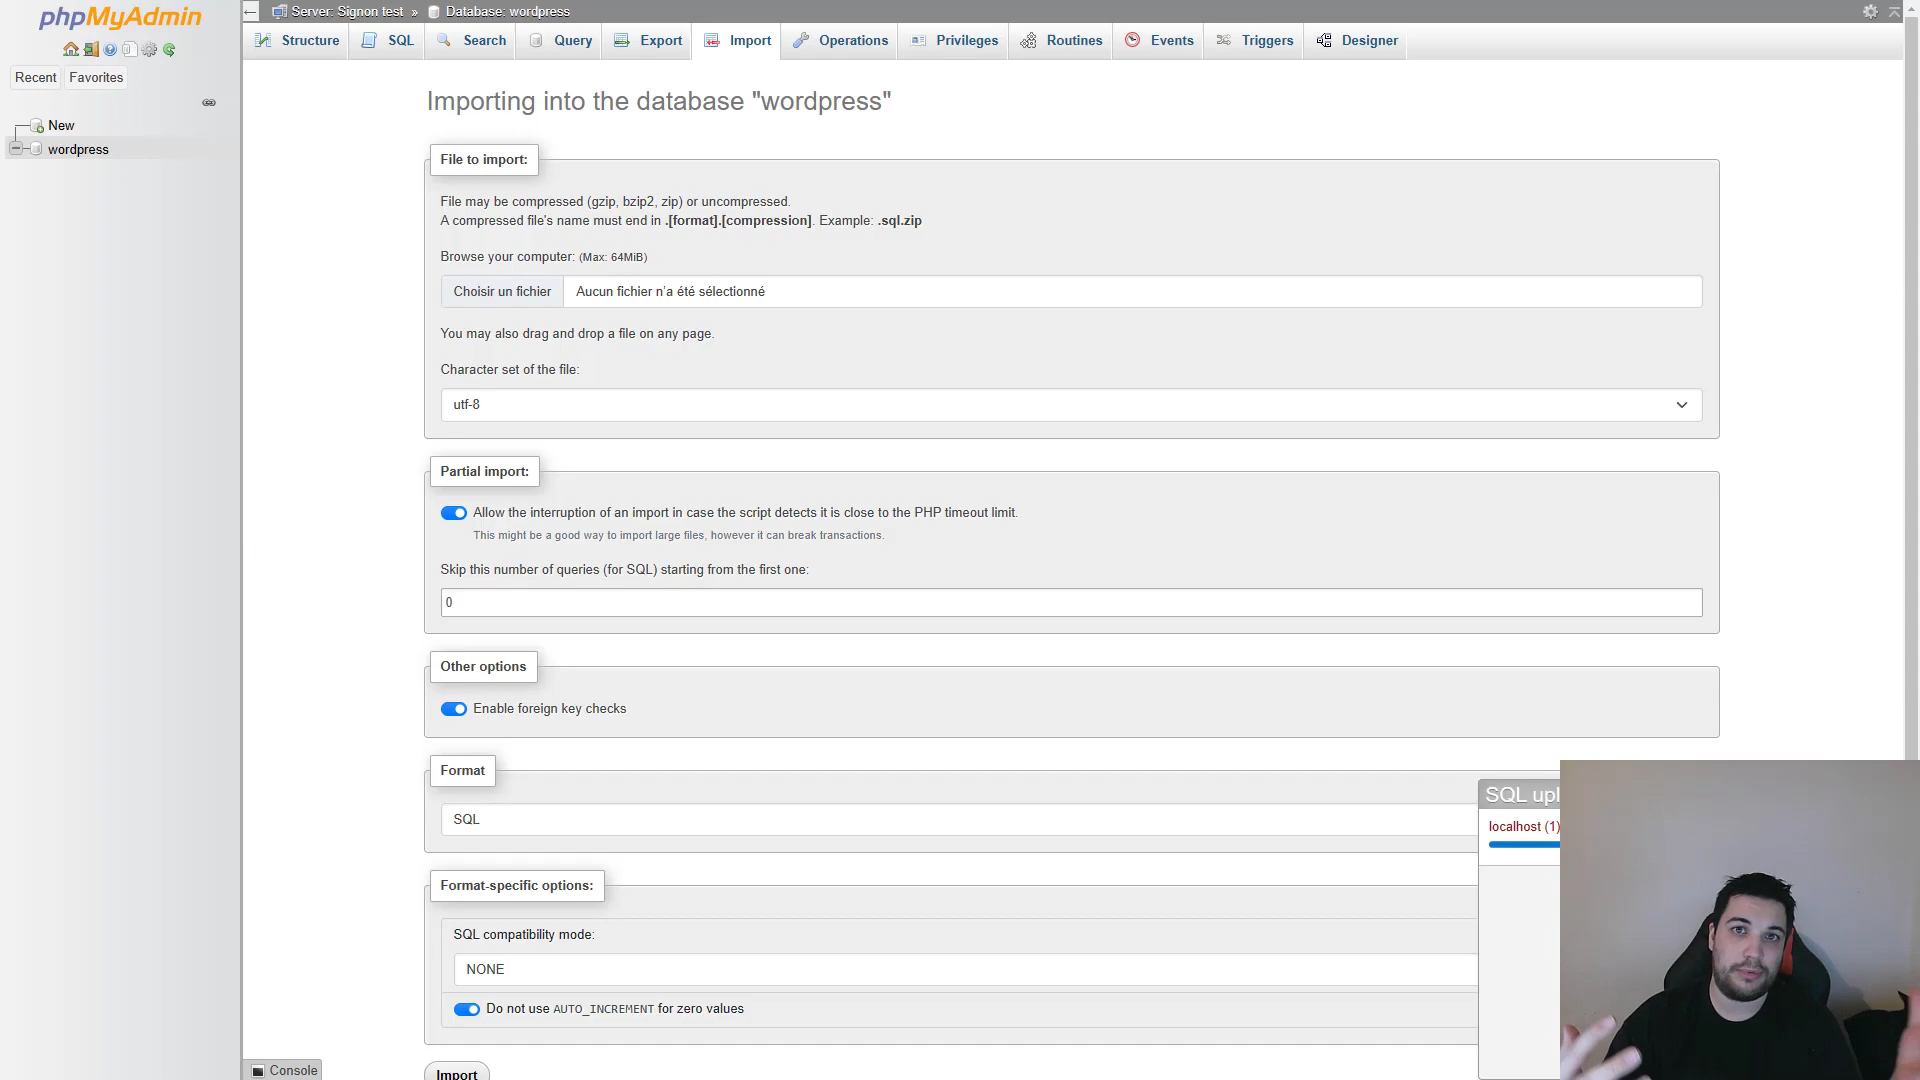 phpMyAdmin
Recent Favorites
New
wordpress
Server: Signon test » Database: wordpress
Structure SQL Search Query Export Import Operations Privileges Routines Events Triggers Designer
Importing into the database "wordpress"
File to import:
File may be compressed (gzip, bzip2, zip) or uncompressed.
A compressed file's name must end in .[format].[compression]. Example: .sql.zip
Browse your computer: (Max: 64MiB)
Choisir un fichier Aucun fichier n'a été sélectionné
You may also drag and drop a file on any page.
Character set of the file:
utf-8
Partial import:
Allow the interruption of an import in case the script detects it is close to the PHP timeout limit.
This might be a good way to import large files, however it can break transactions.
Skip this number of queries (for SQL) starting from the first one:
0
Other options
Enable foreign key checks
Format
SQL
SQL upl
localhost (1)
Format-specific options:
SQL compatibility mode:
NONE
Do not use AUTO_INCREMENT for zero values
Console
Import